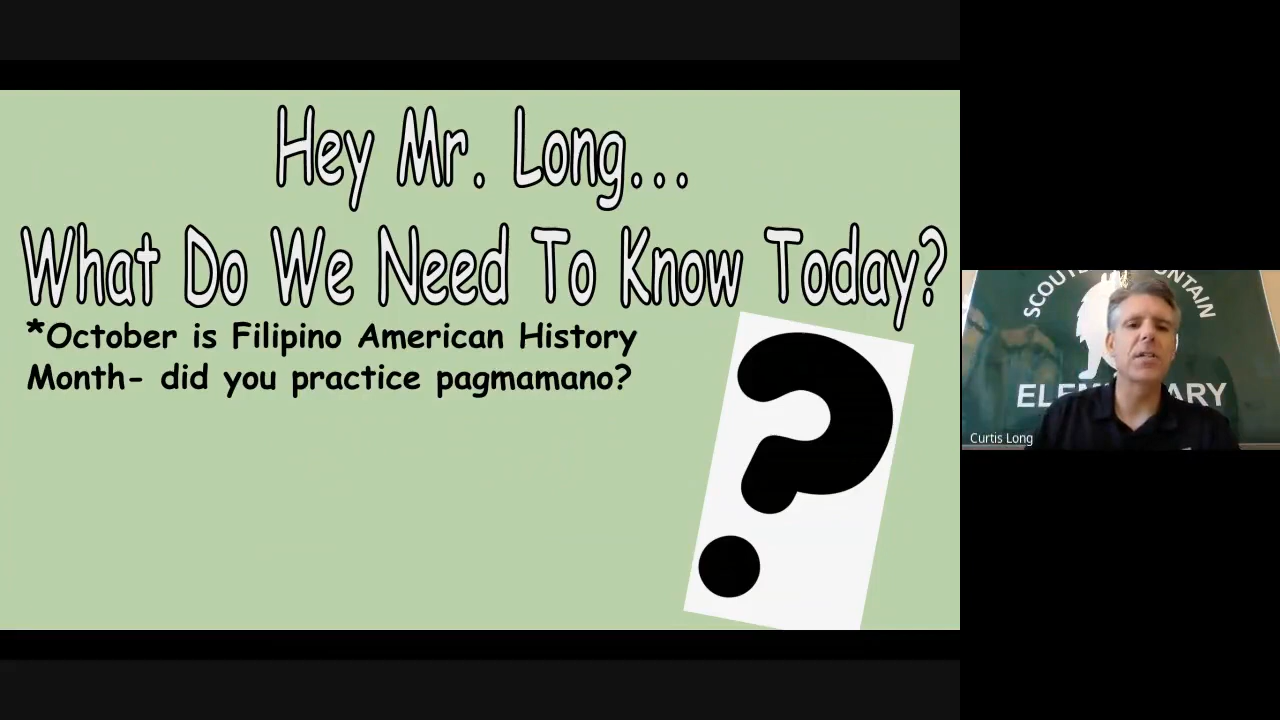 Hey Mr. Long...
What Do We Need To Know Today?
*October is Filipino American History
Month- did you practice pagmamano?
Curtis Long